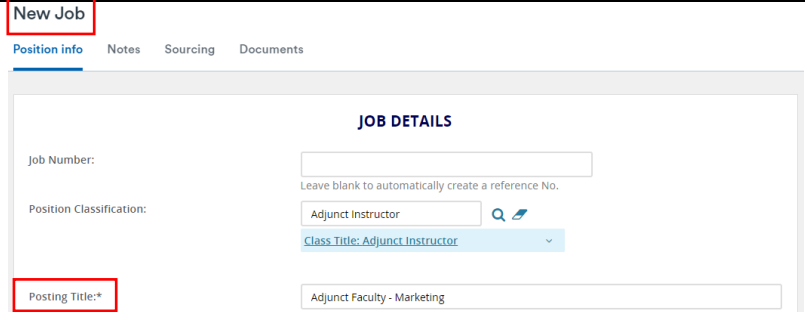 New Job
Position info Notes Sourcing Documents
JOB DETAILS
Job Number:
Leave blank to automatically create a reference No.
Position Classification:
Adjunct Instructor
Class Title: Adjunct Instructor
Posting Title:*
Adjunct Faculty - Marketing